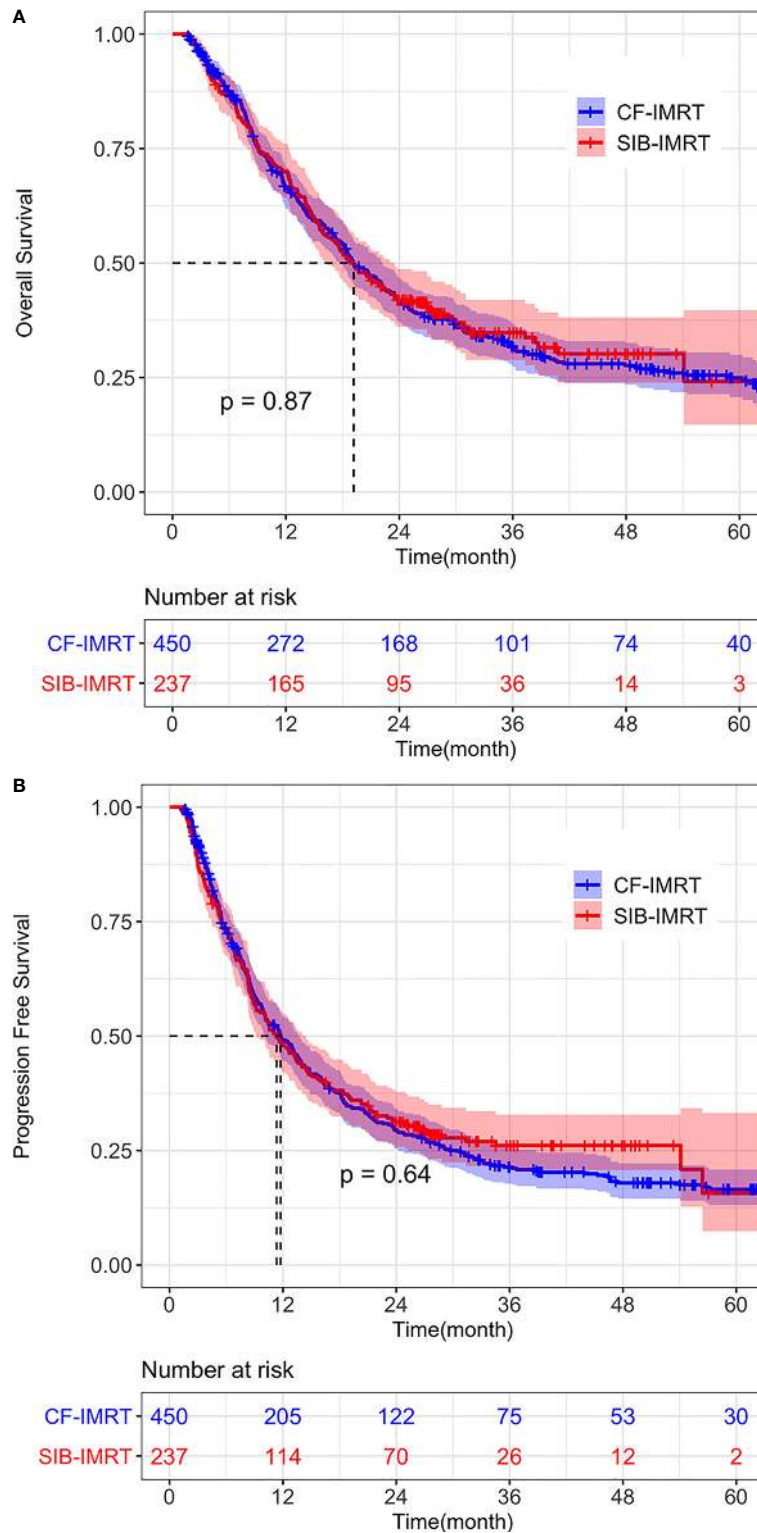 A
1.00
0.75
0.50
0.25
0.00
Overall Survival
CF-IMRT
SIB-IMRT
p = 0.87
0 12 24 36 48 60
Time(month)
Number at risk
CF-IMRT 450 272 168 101 74 40
SIB-IMRT 237 165 95 36 14 3
0 12 24 36 48 60
Time(month)
B
1.00
0.75
0.50
0.25
0.00
Progression Free Survival
CF-IMRT
SIB-IMRT
p = 0.64
0 12 24 36 48 60
Time(month)
Number at risk
CF-IMRT 450 205 122 75 53 30
SIB-IMRT 237 114 70 26 12 2
0 12 24 36 48 60
Time(month)